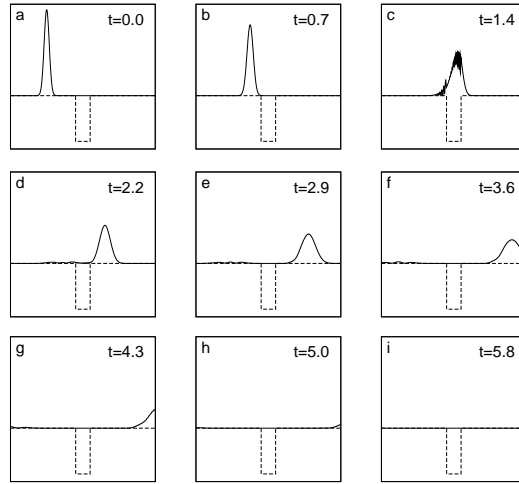 a t=0.0
b t=0.7
c t=1.4
d t=2.2
e t=2.9
f t=3.6
g t=4.3
h t=5.0
i t=5.8